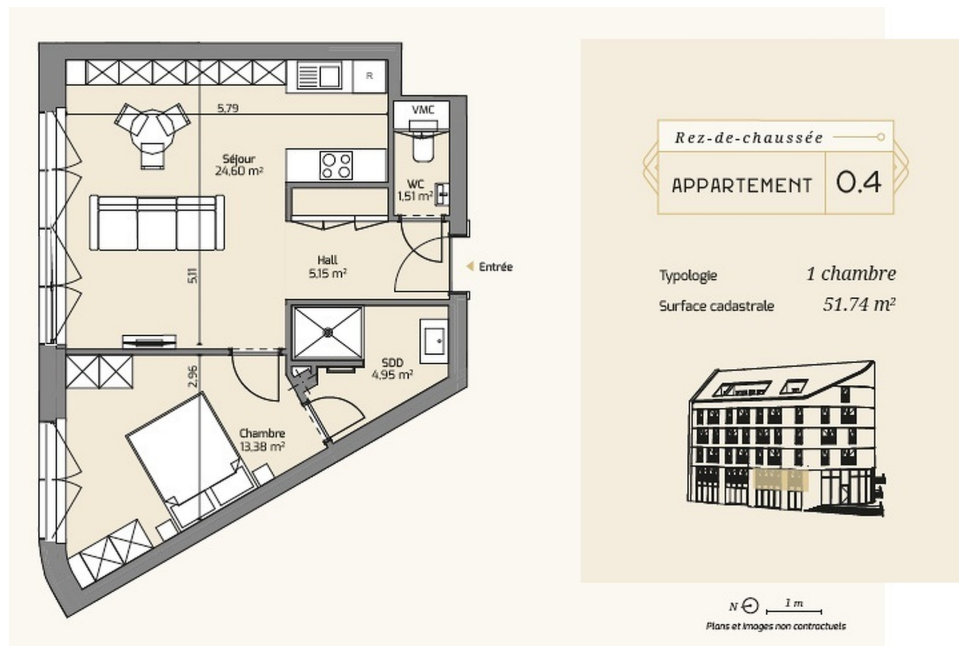 R
5,79
VMC
Séjour
24,60 m²
WC
1,51 m²
Hall
5,15 m²
Entrée
5,11
SDD
4,95 m²
2,96
Chambre
13,38 m²
Rez-de-chaussée
APPARTEMENT 0.4
Typologie 1 chambre
Surface cadastrale 51.74 m²
N 1 m
Plans et images non contractuels